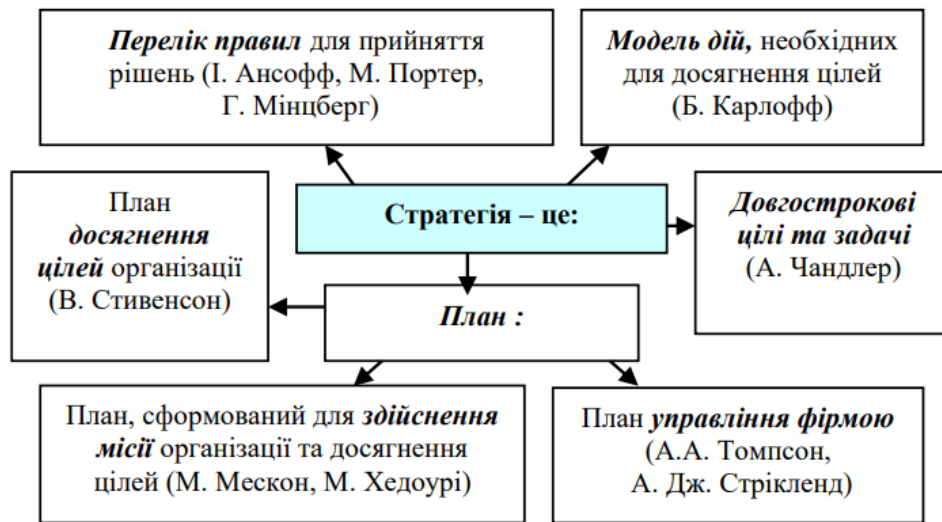 Перелік правил для прийняття
рішень (І. Ансофф, М. Портер,
Г. Мінцберг)
Модель дій, необхідних
для досягнення цілей
(Б. Карлофф)
План
досягнення
цілей організації
(В. Стивенсон)
Стратегія – це:
Довгострокові
цілі та задачі
(А. Чандлер)
План :
План, сформований для здійснення
місії організації та досягнення
цілей (М. Мескон, М. Хедоурі)
План управління фірмою
(А.А. Томпсон,
А. Дж. Стрікленд)